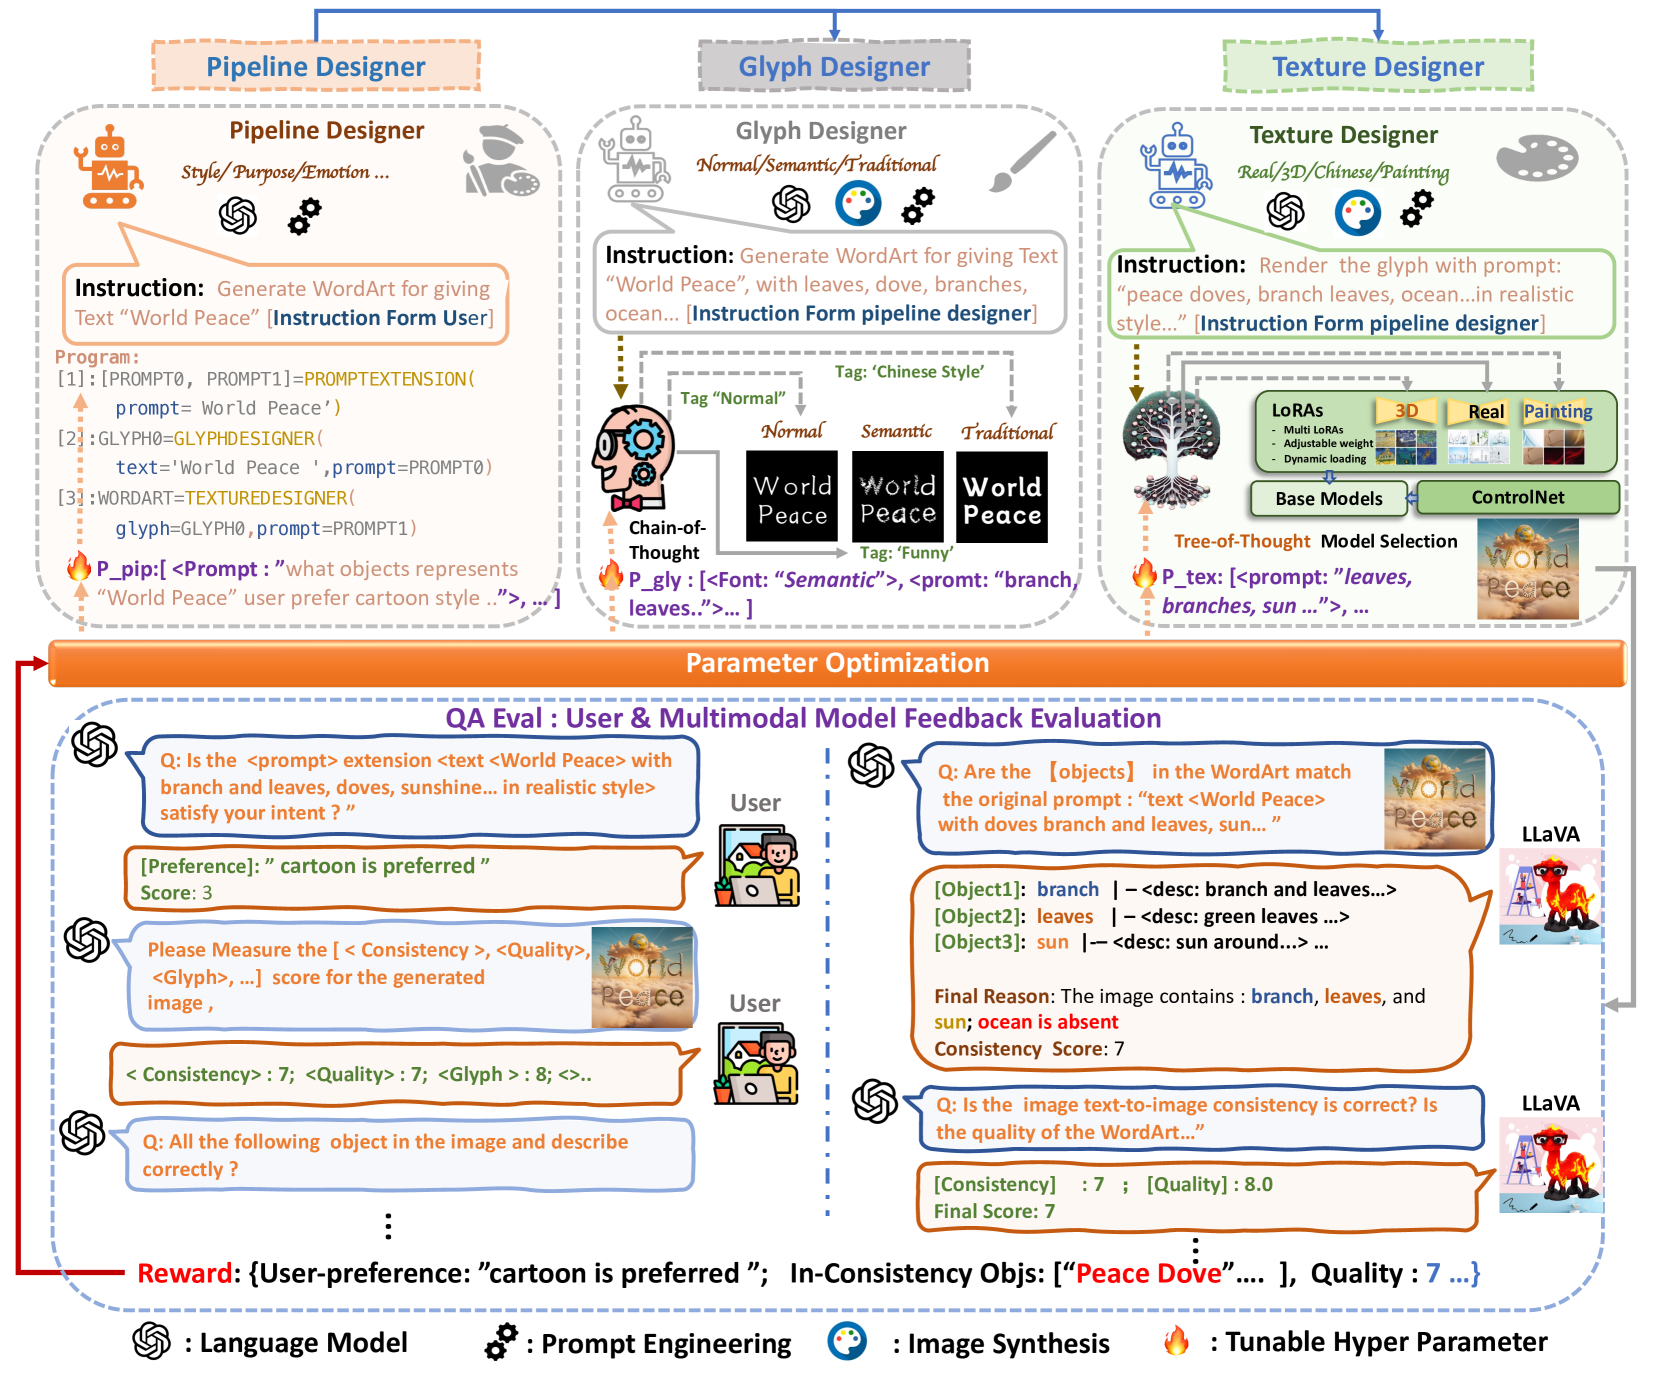 Pipeline Designer
Glyph Designer
Texture Designer
Pipeline Designer
Style/ Purpose/Emotion ...
Instruction: Generate WordArt for giving
Text “World Peace” [Instruction Form User]
Program:
[1]:[PROMPT0, PROMPT1]=PROMPTEXTENSION(
prompt= World Peace’)
[2]:GLYPH0=GLYPHDESIGNER(
text='World Peace ',prompt=PROMPT0)
[3]:WORDART=TEXTUREDESIGNER(
glyph=GLYPH0,prompt=PROMPT1)
P_pip:[ <Prompt : ”what objects represents
“World Peace” user prefer cartoon style ..”>, ... ]
Glyph Designer
Normal/Semantic/Traditional
Instruction: Generate WordArt for giving Text
“World Peace”, with leaves, dove, branches,
ocean... [Instruction Form pipeline designer]
Tag: ‘Chinese Style’
Tag “Normal”
Normal
Semantic
Traditional
World
Peace
World
Peace
World
Peace
Chain-of-
Thought
Tag: ‘Funny’
P_gly : [<Font: “Semantic”>, <promt: “branch,
leaves..”>... ]
Texture Designer
Real/3D/Chinese/Painting
Instruction: Render the glyph with prompt:
“peace doves, branch leaves, ocean...in realistic
style...” [Instruction Form pipeline designer]
LoRAs
- Multi LoRAs
- Adjustable weight
- Dynamic loading
3D
Real
Painting
Base Models
ControlNet
Tree-of-Thought Model Selection
P_tex: [<prompt: ”leaves,
branches, sun ...”>, ...
World
Peace
Parameter Optimization
QA Eval : User & Multimodal Model Feedback Evaluation
Q: Is the <prompt> extension <text <World Peace> with
branch and leaves, doves, sunshine... in realistic style>
satisfy your intent ? ”
User
[Preference]: ” cartoon is preferred ”
Score: 3
Please Measure the [ < Consistency >, <Quality>,
<Glyph>, ...] score for the generated
image ,
World
Peace
User
< Consistency> : 7; <Quality> : 7; <Glyph > : 8; <>..
Q: All the following object in the image and describe
correctly ?
⋮
Q: Are the 【objects】 in the WordArt match
the original prompt : “text <World Peace>
with doves branch and leaves, sun... ”
World
Peace
LLaVA
[Object1]: branch | – <desc: branch and leaves...>
[Object2]: leaves | – <desc: green leaves ...>
[Object3]: sun |-– <desc: sun around...> ...
Final Reason: The image contains : branch, leaves, and
sun; ocean is absent
Consistency Score: 7
Q: Is the image text-to-image consistency is correct? Is
the quality of the WordArt...”
LLaVA
[Consistency] : 7 ; [Quality] : 8.0
Final Score: 7
⋮
Reward: {User-preference: ”cartoon is preferred ”; In-Consistency Objs: [“Peace Dove”.... ], Quality : 7 ...}
: Language Model
: Prompt Engineering
: Image Synthesis
: Tunable Hyper Parameter